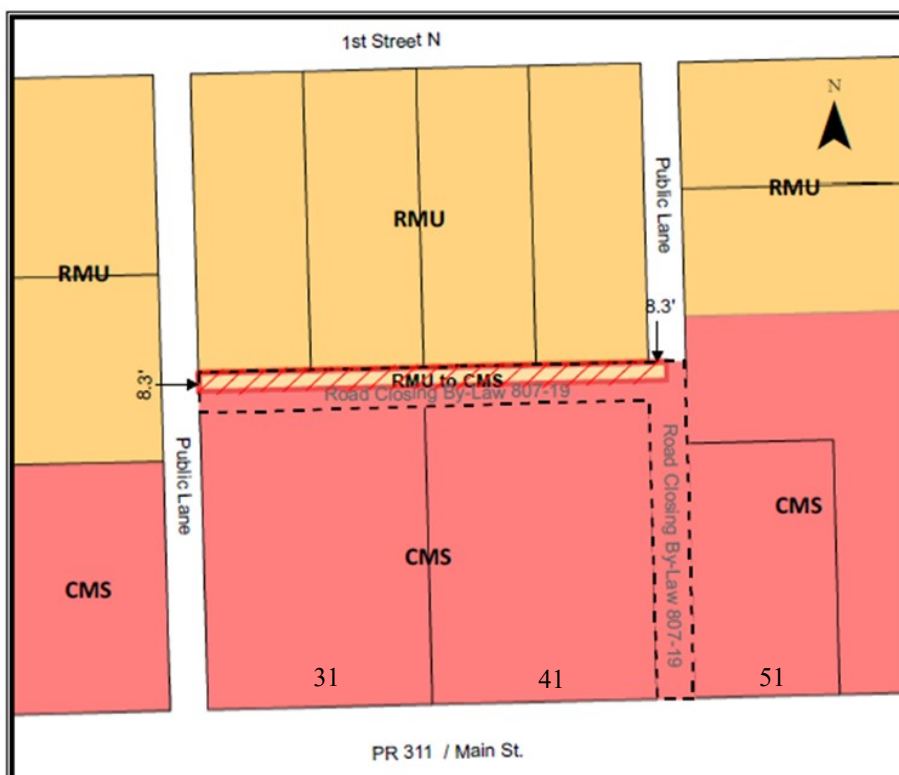 1st Street N
N
Public Lane
RMU
RMU
RMU
8.3'
8.3'
RMU to CMS
Road Closing By-Law 807-19
Public Lane
Road Closing By-Law 807-19
CMS
CMS
CMS
31
41
51
PR 311 / Main St.